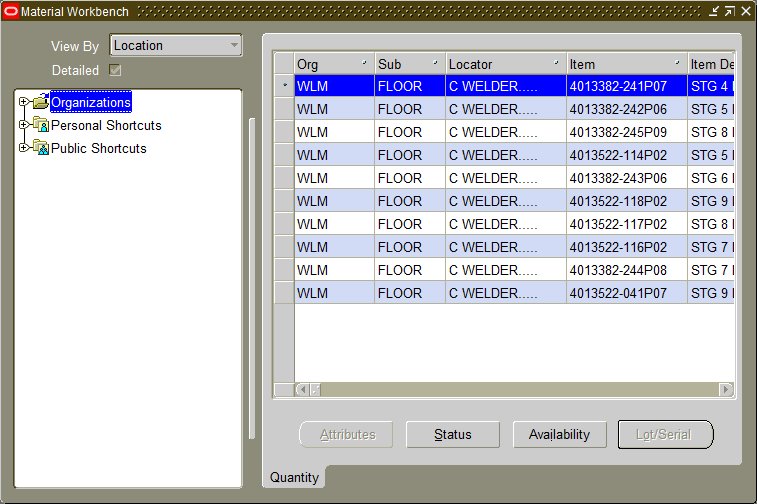 Material Workbench
View By Location
Detailed
Organizations
Personal Shortcuts
Public Shortcuts
Org Sub Locator Item Item De
WLM FLOOR C WELDER..... 4013382-241P07 STG 4
WLM FLOOR C WELDER..... 4013382-242P06 STG 5
WLM FLOOR C WELDER..... 4013382-245P09 STG 8
WLM FLOOR C WELDER..... 4013522-114P02 STG 5
WLM FLOOR C WELDER..... 4013382-243P06 STG 6
WLM FLOOR C WELDER..... 4013522-118P02 STG 9
WLM FLOOR C WELDER..... 4013522-117P02 STG 8
WLM FLOOR C WELDER..... 4013522-116P02 STG 7
WLM FLOOR C WELDER..... 4013382-244P08 STG 7
WLM FLOOR C WELDER..... 4013522-041P07 STG 9
Attributes Status Availability Lot/Serial
Quantity